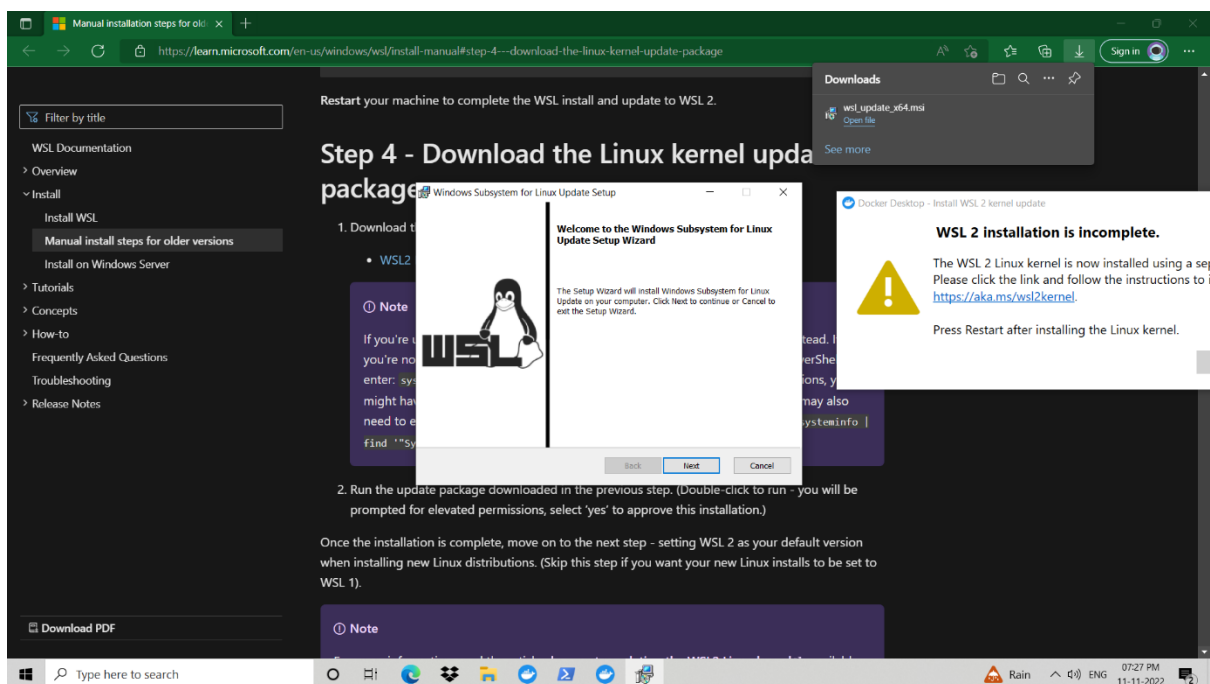 Manual installation steps for old
https://learn.microsoft.com/en-us/windows/wsl/install-manual#step-4---download-the-linux-kernel-update-package
Sign in
Downloads
wsl_update_x64.msi
Open file
See more
Filter by title
WSL Documentation
Overview
Install
Install WSL
Manual install steps for older versions
Install on Windows Server
Tutorials
Concepts
How-to
Frequently Asked Questions
Troubleshooting
Release Notes
Download PDF
Restart your machine to complete the WSL install and update to WSL 2.
Step 4 - Download the Linux kernel upda
package
1. Download t
• WSL2
Note
If you're u
tead. I
you're no
erShe
enter: sys
ions, y
might hav
may also
need to e
systeminfo |
find '"Sy
2. Run the update package downloaded in the previous step. (Double-click to run - you will be
prompted for elevated permissions, select 'yes' to approve this installation.)
Once the installation is complete, move on to the next step - setting WSL 2 as your default version
when installing new Linux distributions. (Skip this step if you want your new Linux installs to be set to
WSL 1).
Note
Windows Subsystem for Linux Update Setup
Welcome to the Windows Subsystem for Linux
Update Setup Wizard
The Setup Wizard will install Windows Subsystem for Linux
Update on your computer. Click Next to continue or Cancel to
exit the Setup Wizard.
WSL
Back
Next
Cancel
Docker Desktop - Install WSL 2 kernel update
WSL 2 installation is incomplete.
The WSL 2 Linux kernel is now installed using a sep
Please click the link and follow the instructions to i
https://aka.ms/wsl2kernel.
Press Restart after installing the Linux kernel.
Type here to search
Rain
ENG
07:27 PM
11-11-2022
2